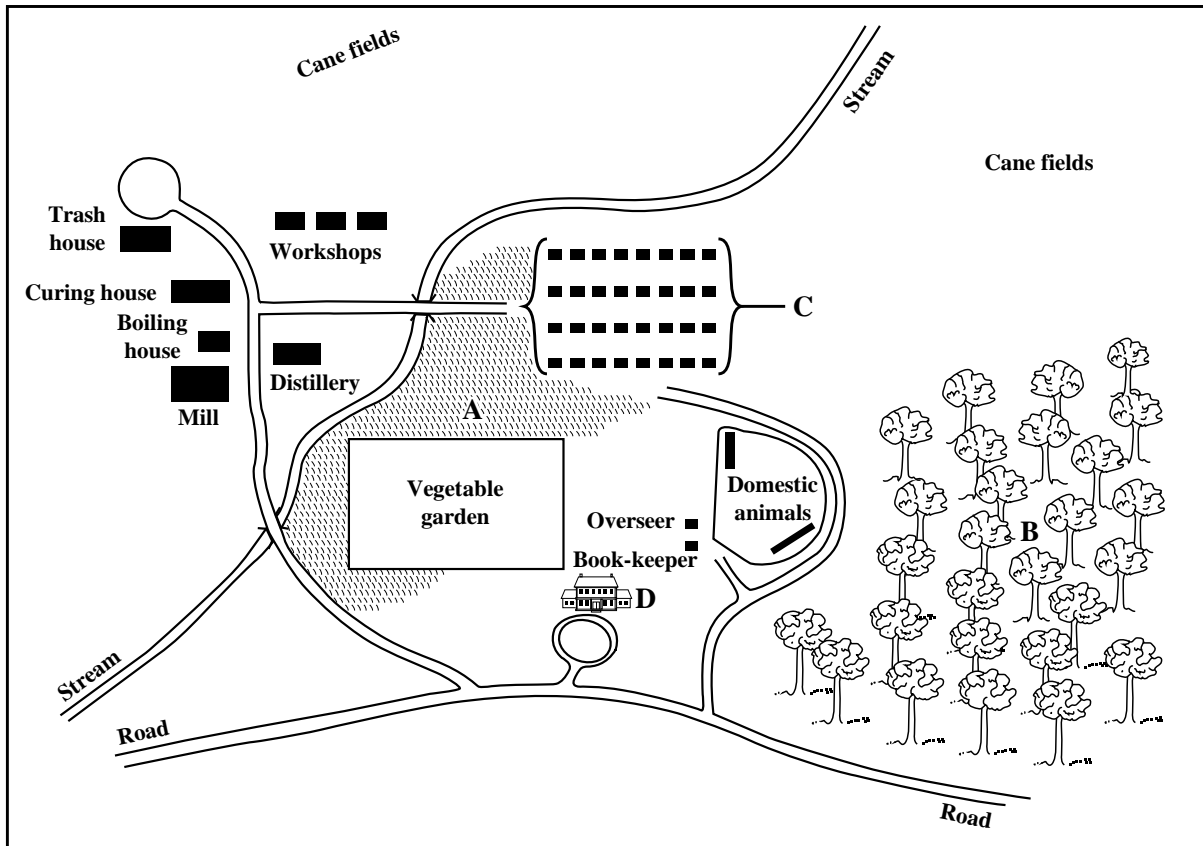 Cane fields
Stream
Cane fields
Trash
house
Workshops
Curing house
C
Boiling
house
Distillery
Mill
A
Vegetable
garden
Domestic
animals
Overseer
B
Book-keeper
D
Stream
Road
Road